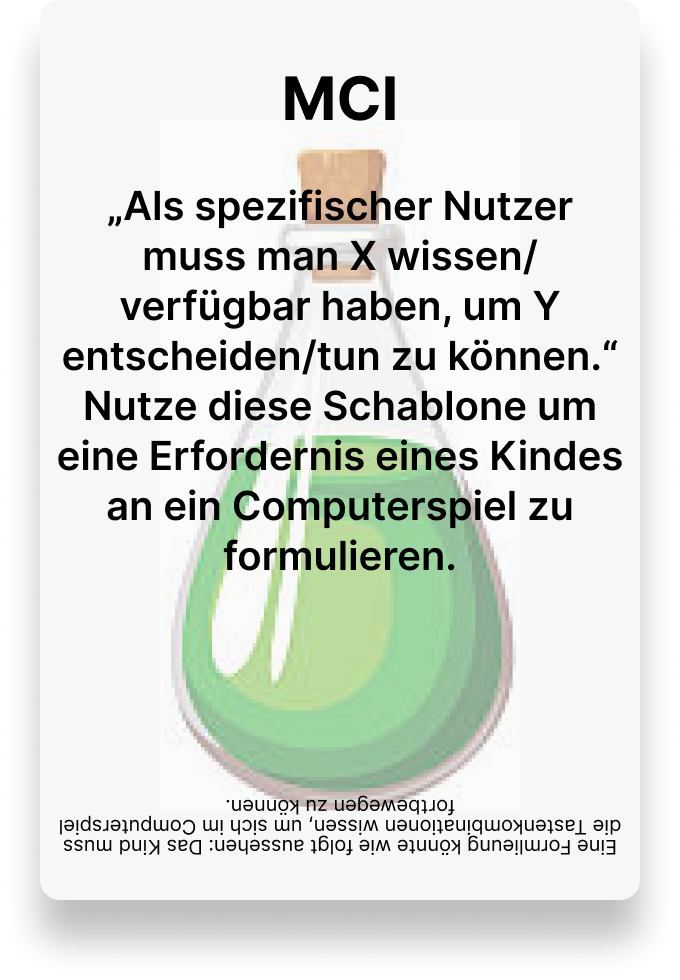 MCI
„Als spezifischer Nutzer
muss man X wissen/
verfügbar haben, um Y
entscheiden/tun zu können.“
Nutze diese Schablone um
eine Erfordernis eines Kindes
an ein Computerspiel zu
formulieren.
Eine Formlieung könnte wie folgt aussehen: Das Kind muss
die Tastenkombinationen wissen, um sich im Computerspiel
fortbewegen zu können.